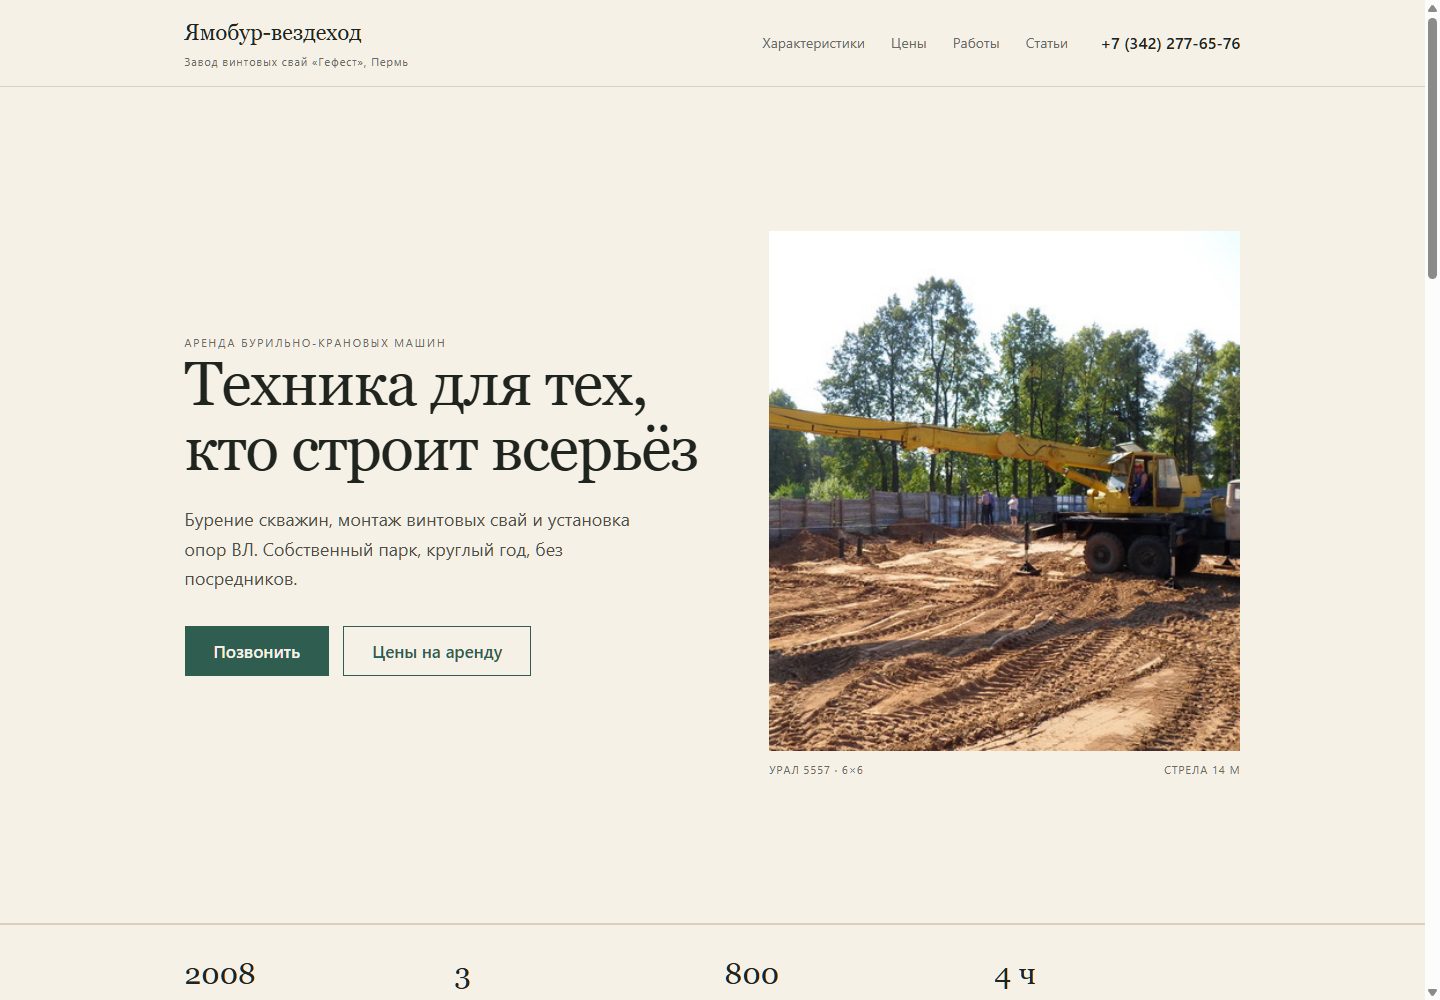 Ямобур-вездеход
Завод винтовых свай «Гефест», Пермь
Характеристики Цены Работы Статьи +7 (342) 277-65-76
АРЕНДА БУРИЛЬНО-КРАНОВЫХ МАШИН
Техника для тех,
кто строит всерьёз
Бурение скважин, монтаж винтовых свай и установка
опор ВЛ. Собственный парк, круглый год, без
посредников.
Позвонить Цены на аренду
УРАЛ 5557 · 6×6 СТРЕЛА 14 М
2008 3 800 4 ч